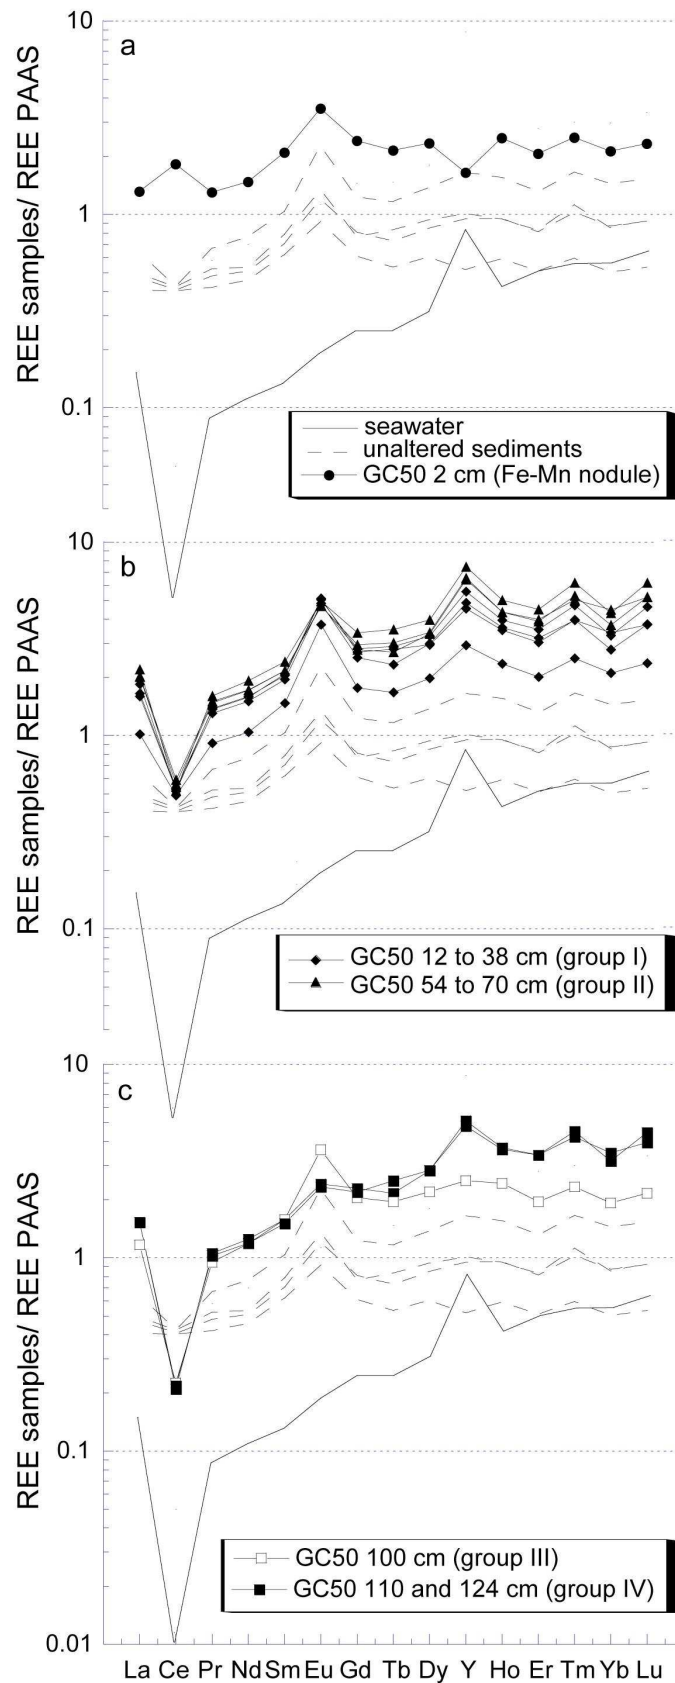 10
a
REE samples/ REE PAAS
1
0.1
seawater
unaltered sediments
GC50 2 cm (Fe-Mn nodule)
10
b
REE samples/ REE PAAS
1
0.1
GC50 12 to 38 cm (group I)
GC50 54 to 70 cm (group II)
10
c
REE samples/ REE PAAS
1
0.1
GC50 100 cm (group III)
GC50 110 and 124 cm (group IV)
0.01
La Ce Pr Nd Sm Eu Gd Tb Dy Y Ho Er Tm Yb Lu